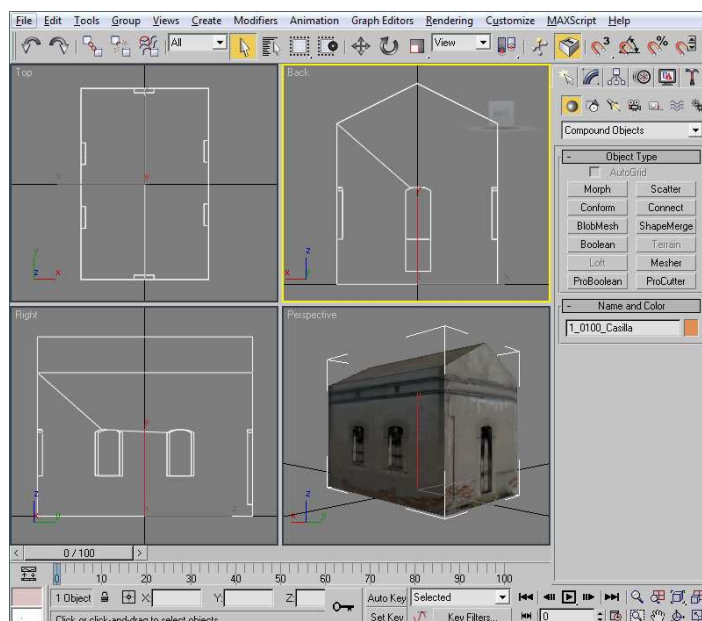 File Edit Tools Group Views Create Modifiers Animation Graph Editors Rendering Customize MAXScript Help
All
View
Top
Back
Right
Perspective
Compound Objects
- Object Type
AutoGrid
Morph Scatter
Conform Connect
BlobMesh ShapeMerge
Boolean Terrain
Loft Mesher
ProBoolean ProCutter
- Name and Color
1_0100_Casilla
0 / 100
0 10 20 30 40 50 60 70 80 90 100
1 Object X: Y: Z: Auto Key Selected
Click or click-and-drag to select objects Set Key Key Filters... 0